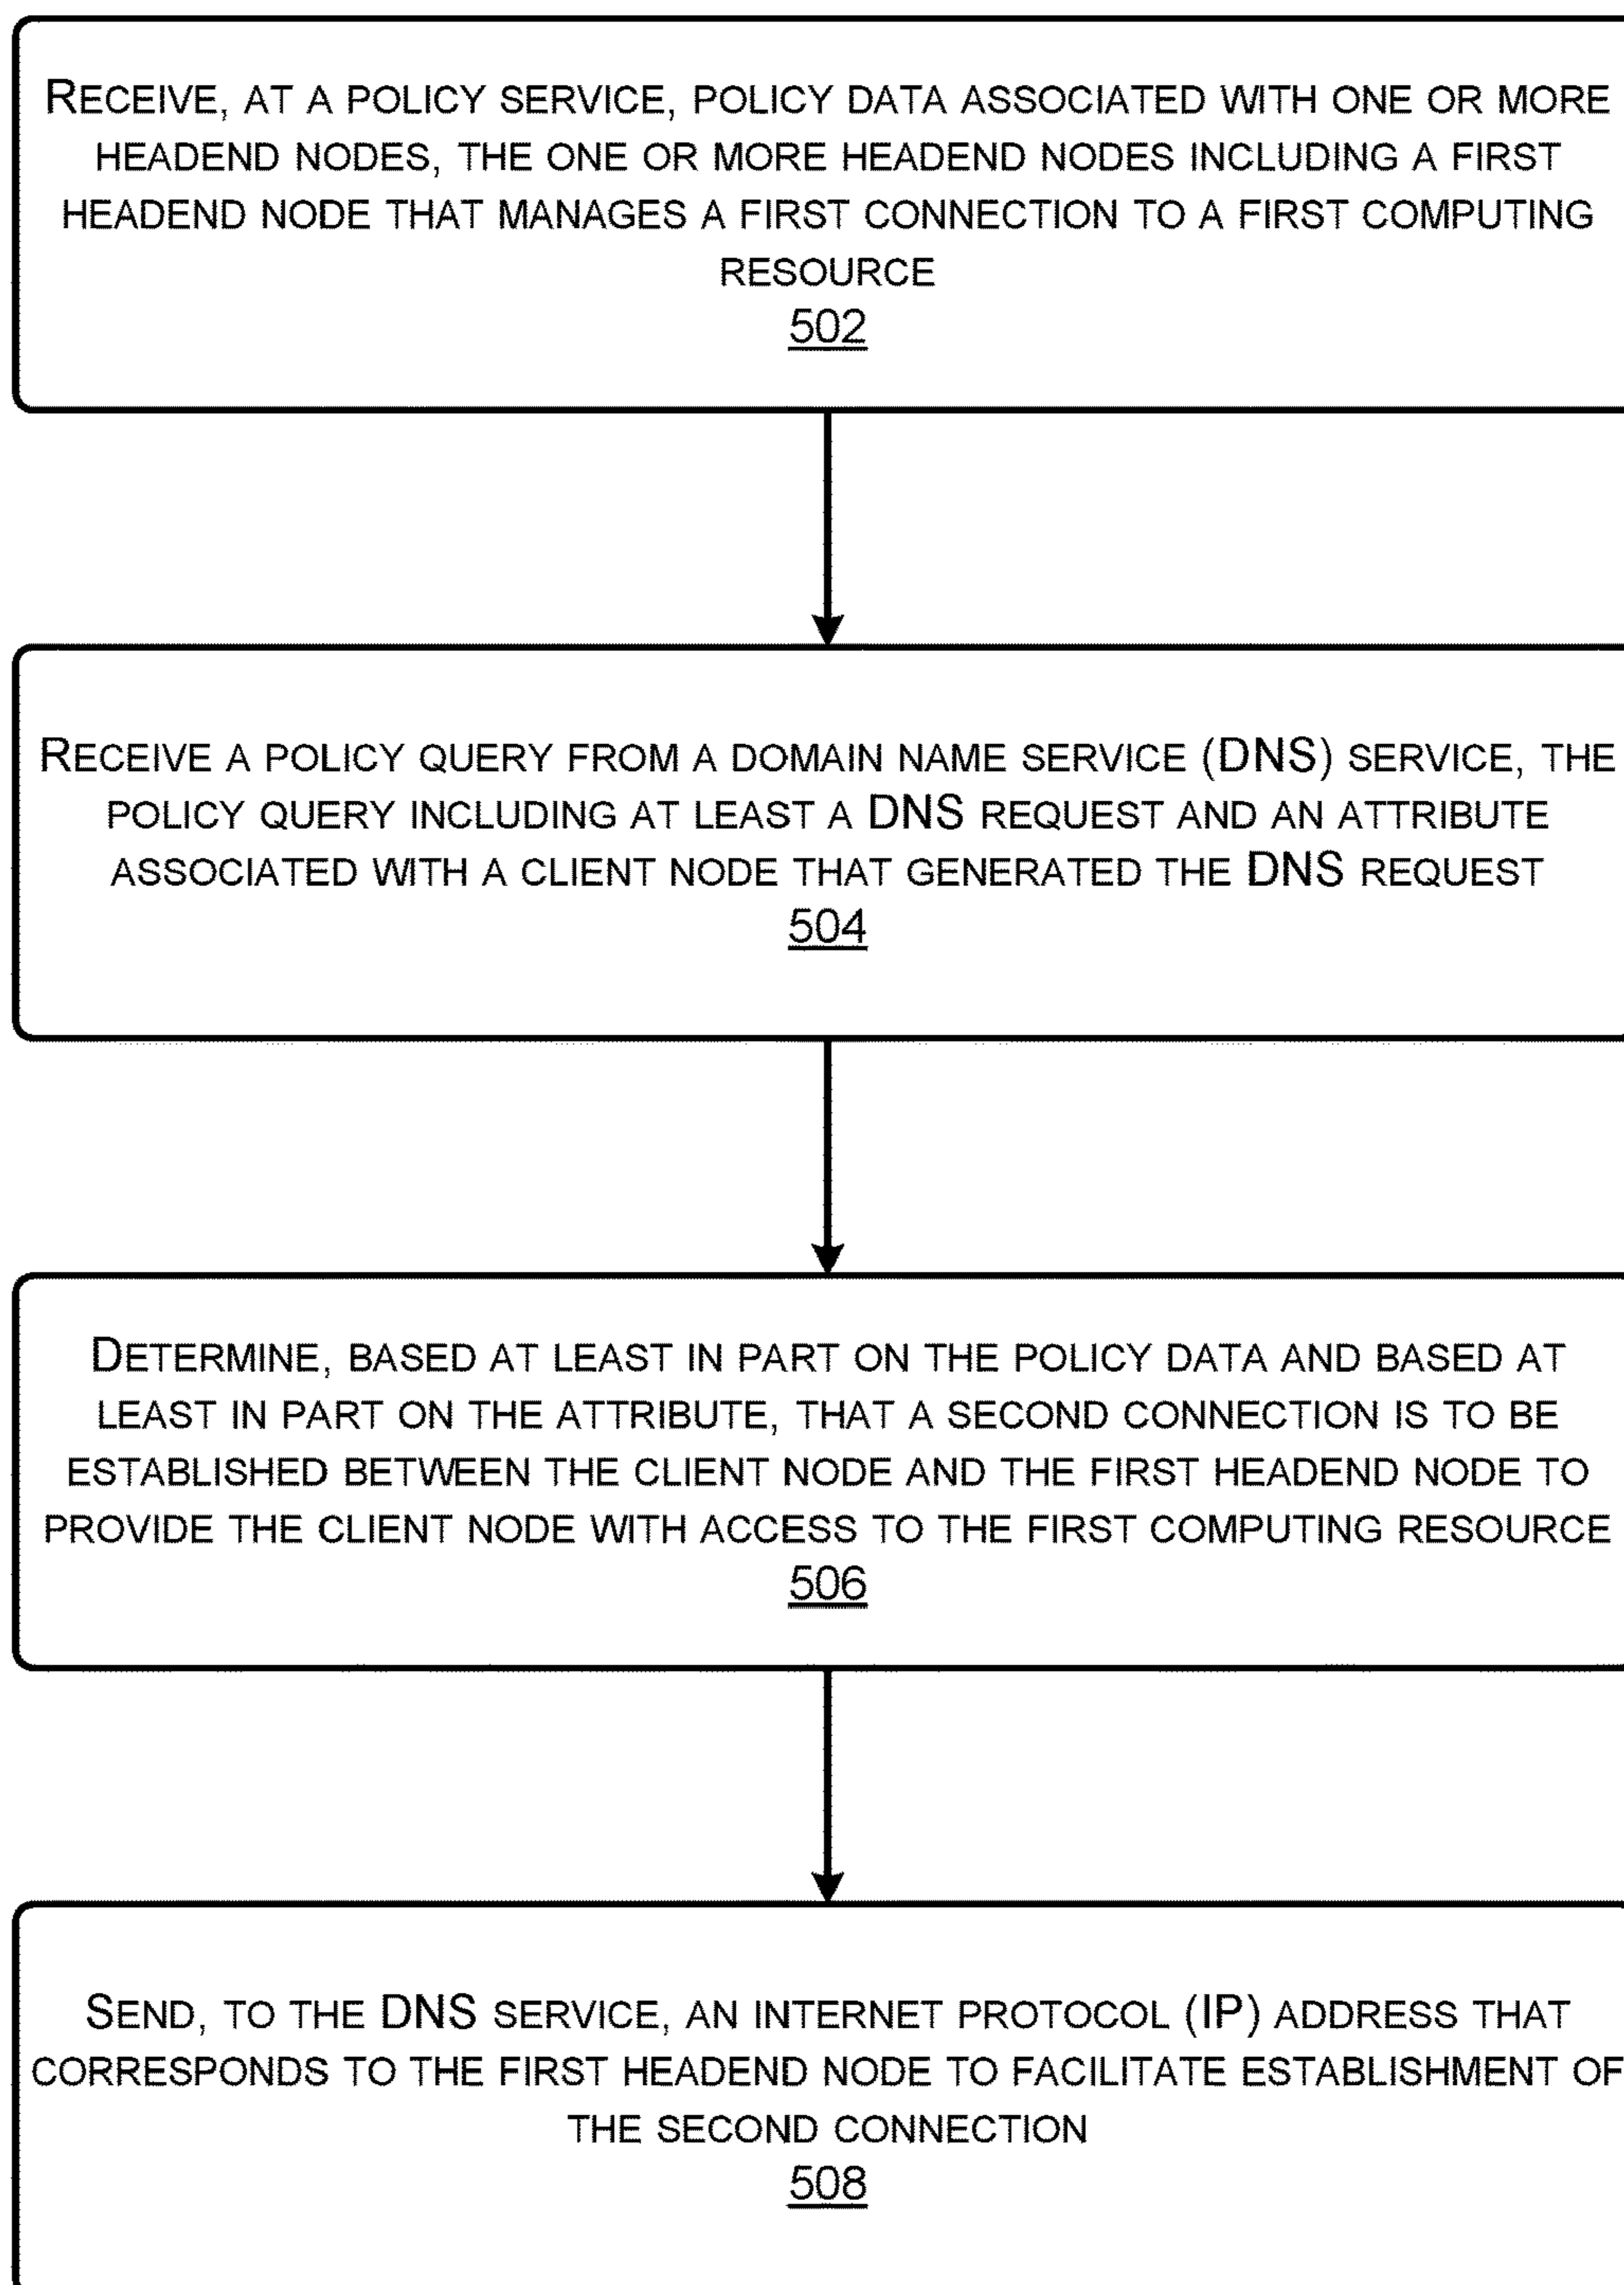 RECEIVE, AT A POLICY SERVICE, POLICY DATA ASSOCIATED WITH ONE OR MORE
HEADEND NODES, THE ONE OR MORE HEADEND NODES INCLUDING A FIRST
HEADEND NODE THAT MANAGES A FIRST CONNECTION TO A FIRST COMPUTING
RESOURCE
502
RECEIVE A POLICY QUERY FROM A DOMAIN NAME SERVICE (DNS) SERVICE, THE
POLICY QUERY INCLUDING AT LEAST A DNS REQUEST AND AN ATTRIBUTE
ASSOCIATED WITH A CLIENT NODE THAT GENERATED THE DNS REQUEST
504
DETERMINE, BASED AT LEAST IN PART ON THE POLICY DATA AND BASED AT
LEAST IN PART ON THE ATTRIBUTE, THAT A SECOND CONNECTION IS TO BE
ESTABLISHED BETWEEN THE CLIENT NODE AND THE FIRST HEADEND NODE TO
PROVIDE THE CLIENT NODE WITH ACCESS TO THE FIRST COMPUTING RESOURCE
506
SEND, TO THE DNS SERVICE, AN INTERNET PROTOCOL (IP) ADDRESS THAT
CORRESPONDS TO THE FIRST HEADEND NODE TO FACILITATE ESTABLISHMENT OF
THE SECOND CONNECTION
508